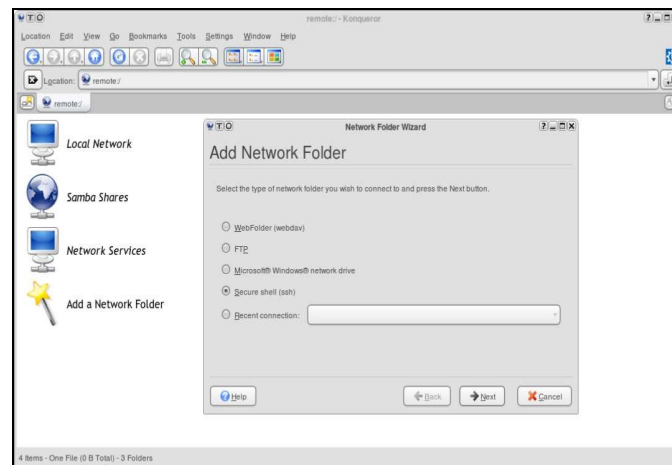 remote:/ - Konqueror
Location Edit View Go Bookmarks Tools Settings Window Help
Location: remote:/
remote:/
Local Network
Samba Shares
Network Services
Add a Network Folder
Network Folder Wizard
Add Network Folder
Select the type of network folder you wish to connect to and press the Next button.
WebFolder (webdav)
FTP
Microsoft® Windows® network drive
Secure shell (ssh)
Recent connection:
Help Back Next Cancel
4 Items - One File (0 B Total) - 3 Folders